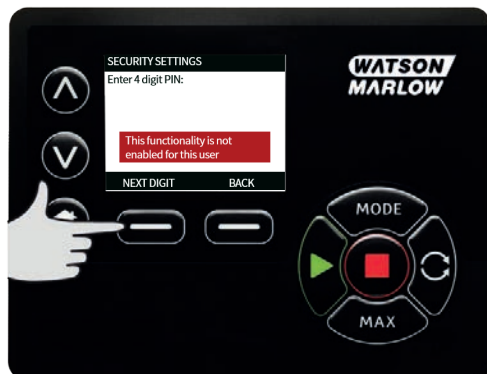 SECURITY SETTINGS
Enter 4 digit PIN:
This functionality is not
enabled for this user
NEXT DIGIT BACK
WATSON
MARLOW
MODE
MAX